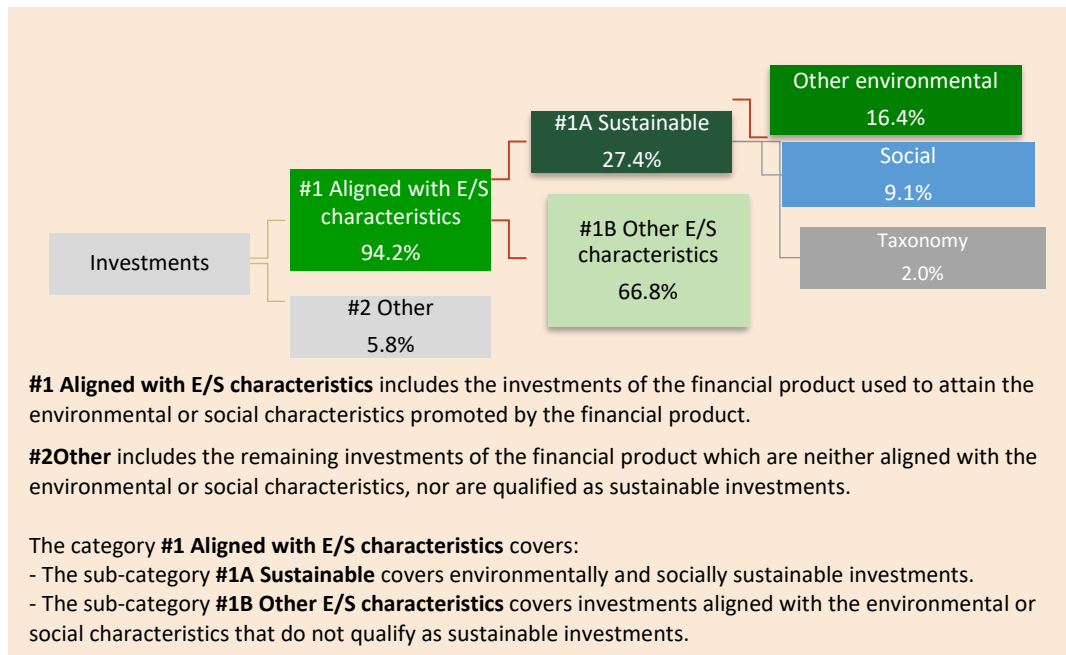 Investments
#1 Aligned with E/S
characteristics
94.2%
#2 Other
5.8%
#1A Sustainable
27.4%
#1B Other E/S
characteristics
66.8%
Other environmental
16.4%
Social
9.1%
Taxonomy
2.0%
#1 Aligned with E/S characteristics includes the investments of the financial product used to attain the
environmental or social characteristics promoted by the financial product.
#2Other includes the remaining investments of the financial product which are neither aligned with the
environmental or social characteristics, nor are qualified as sustainable investments.
The category #1 Aligned with E/S characteristics covers:
- The sub-category #1A Sustainable covers environmentally and socially sustainable investments.
- The sub-category #1B Other E/S characteristics covers investments aligned with the environmental or
social characteristics that do not qualify as sustainable investments.